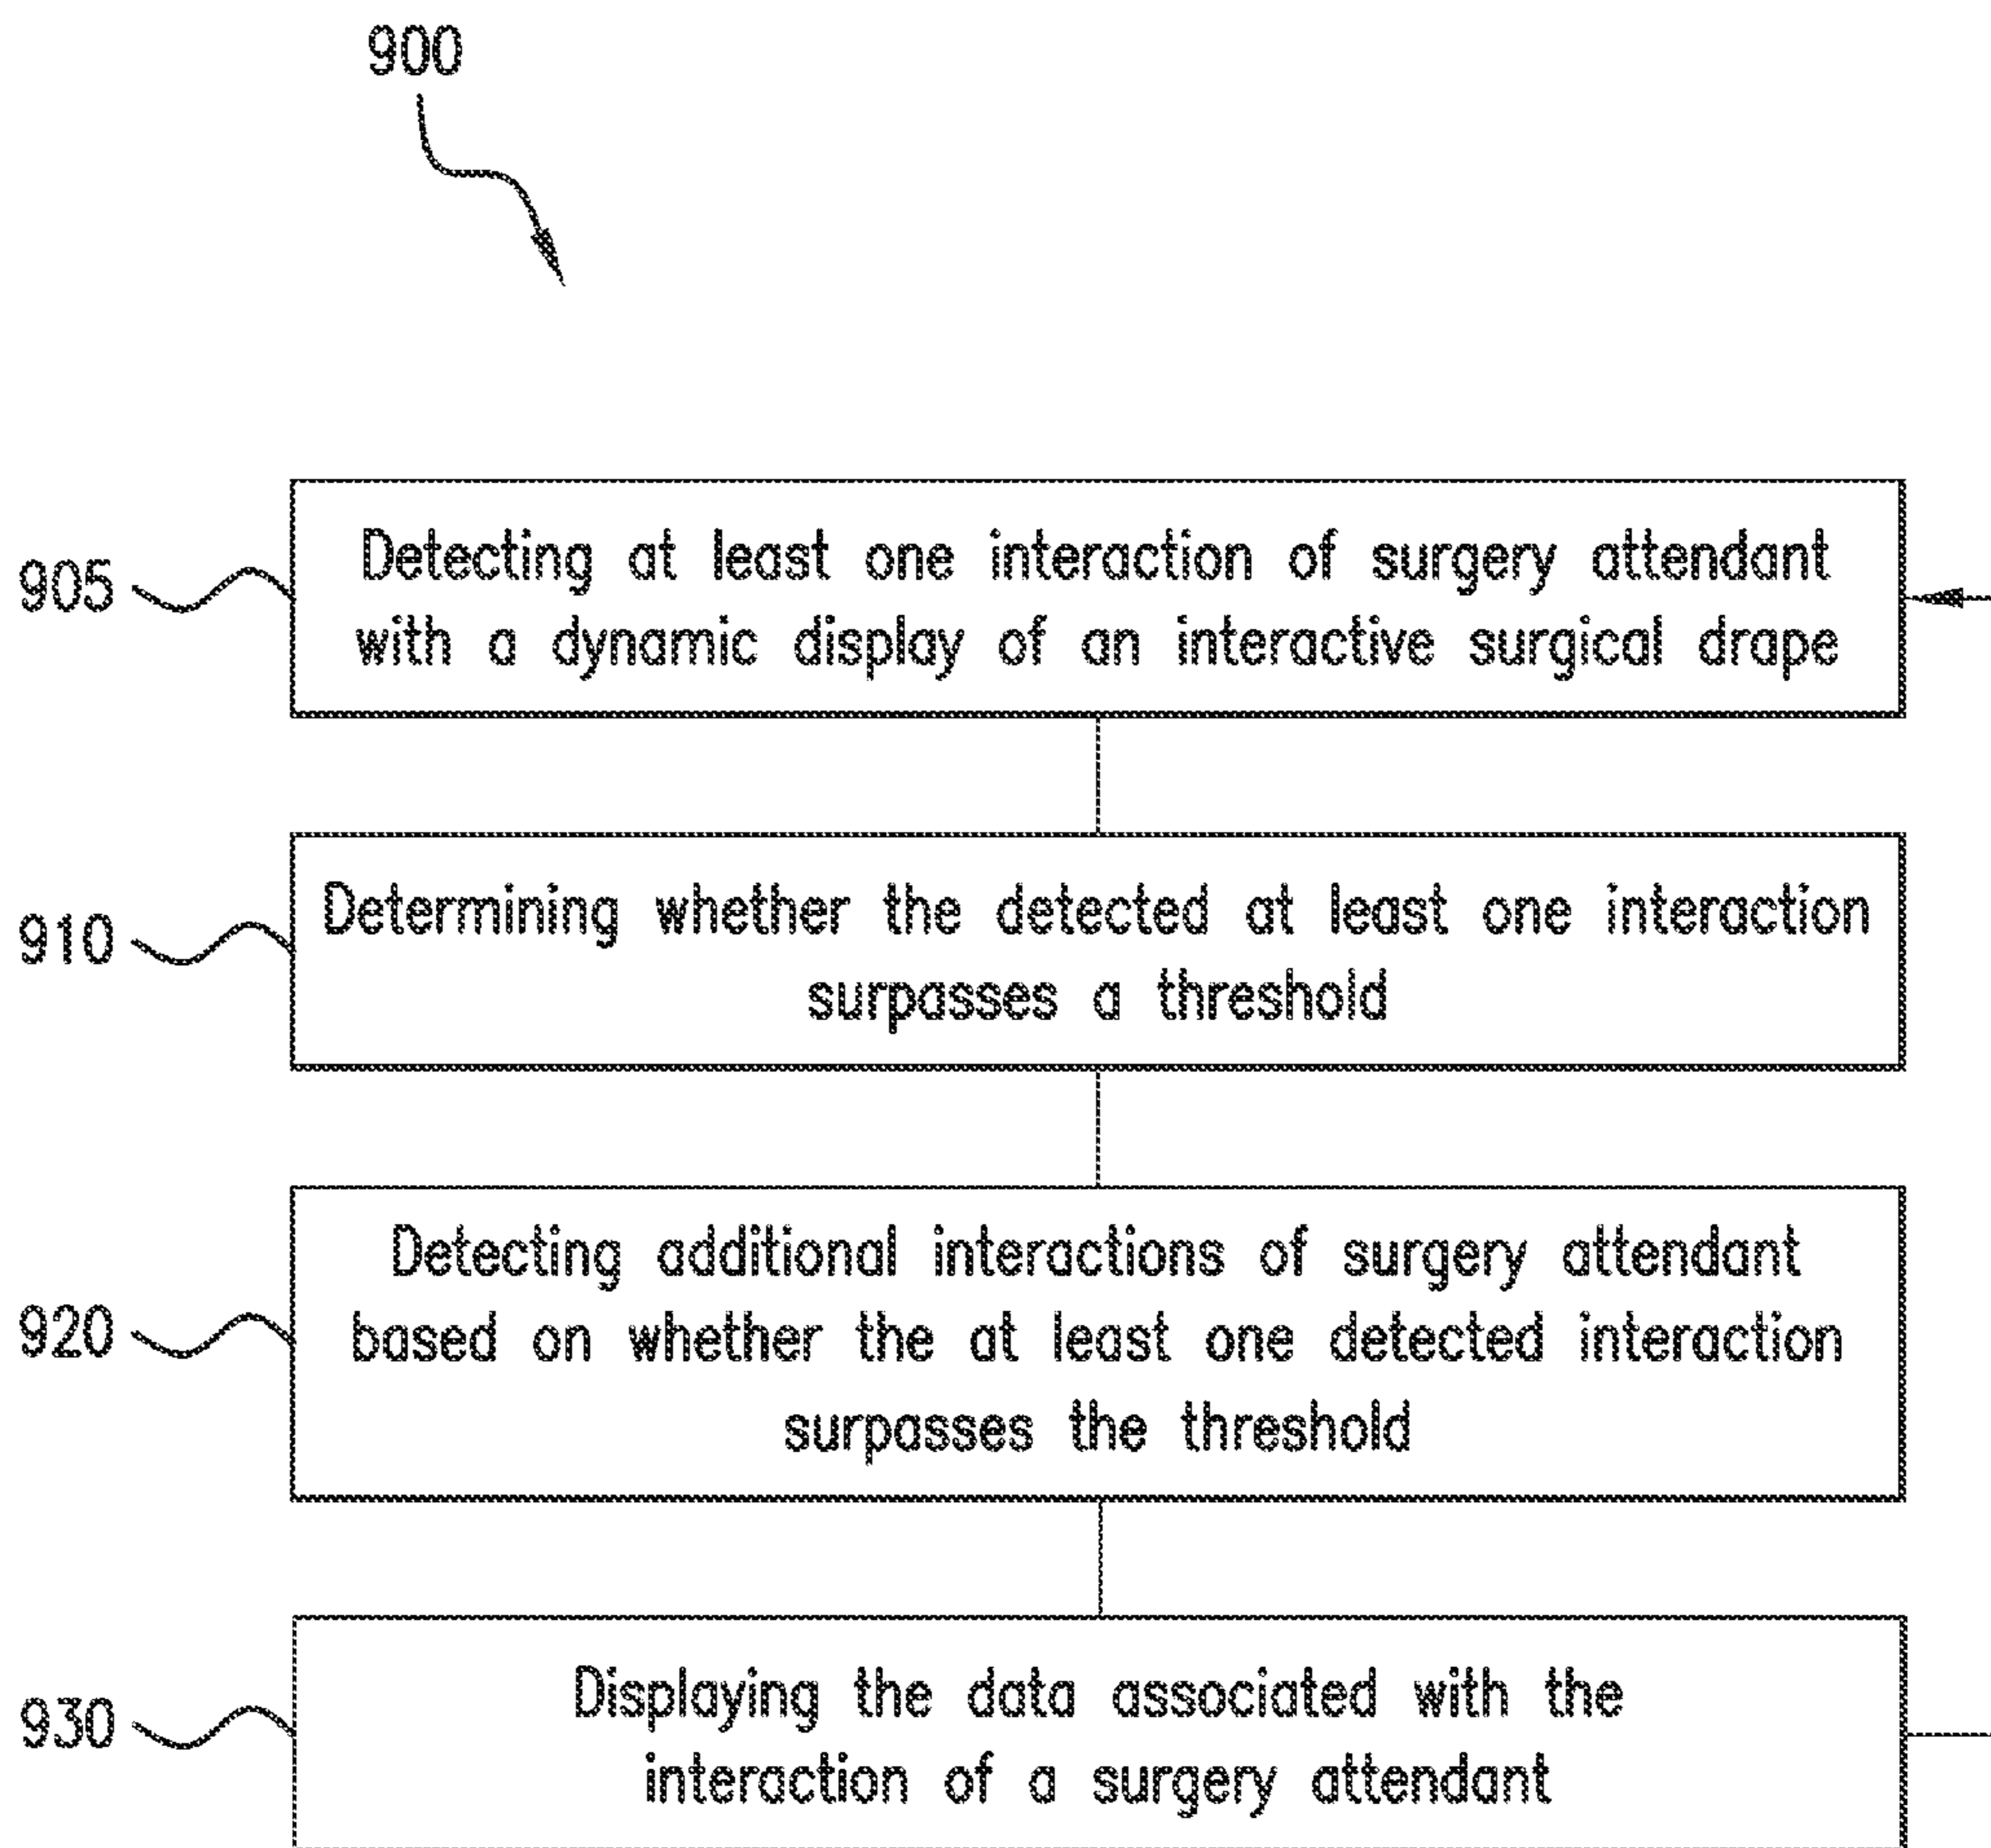 900
905
Detecting at least one interaction of surgery attendant
with a dynamic display of an interactive surgical drape
910
Determining whether the detected at least one interaction
surpasses a threshold
920
Detecting additional interactions of surgery attendant
based on whether the at least one detected interaction
surpasses the threshold
930
Displaying the data associated with the
interaction of a surgery attendant